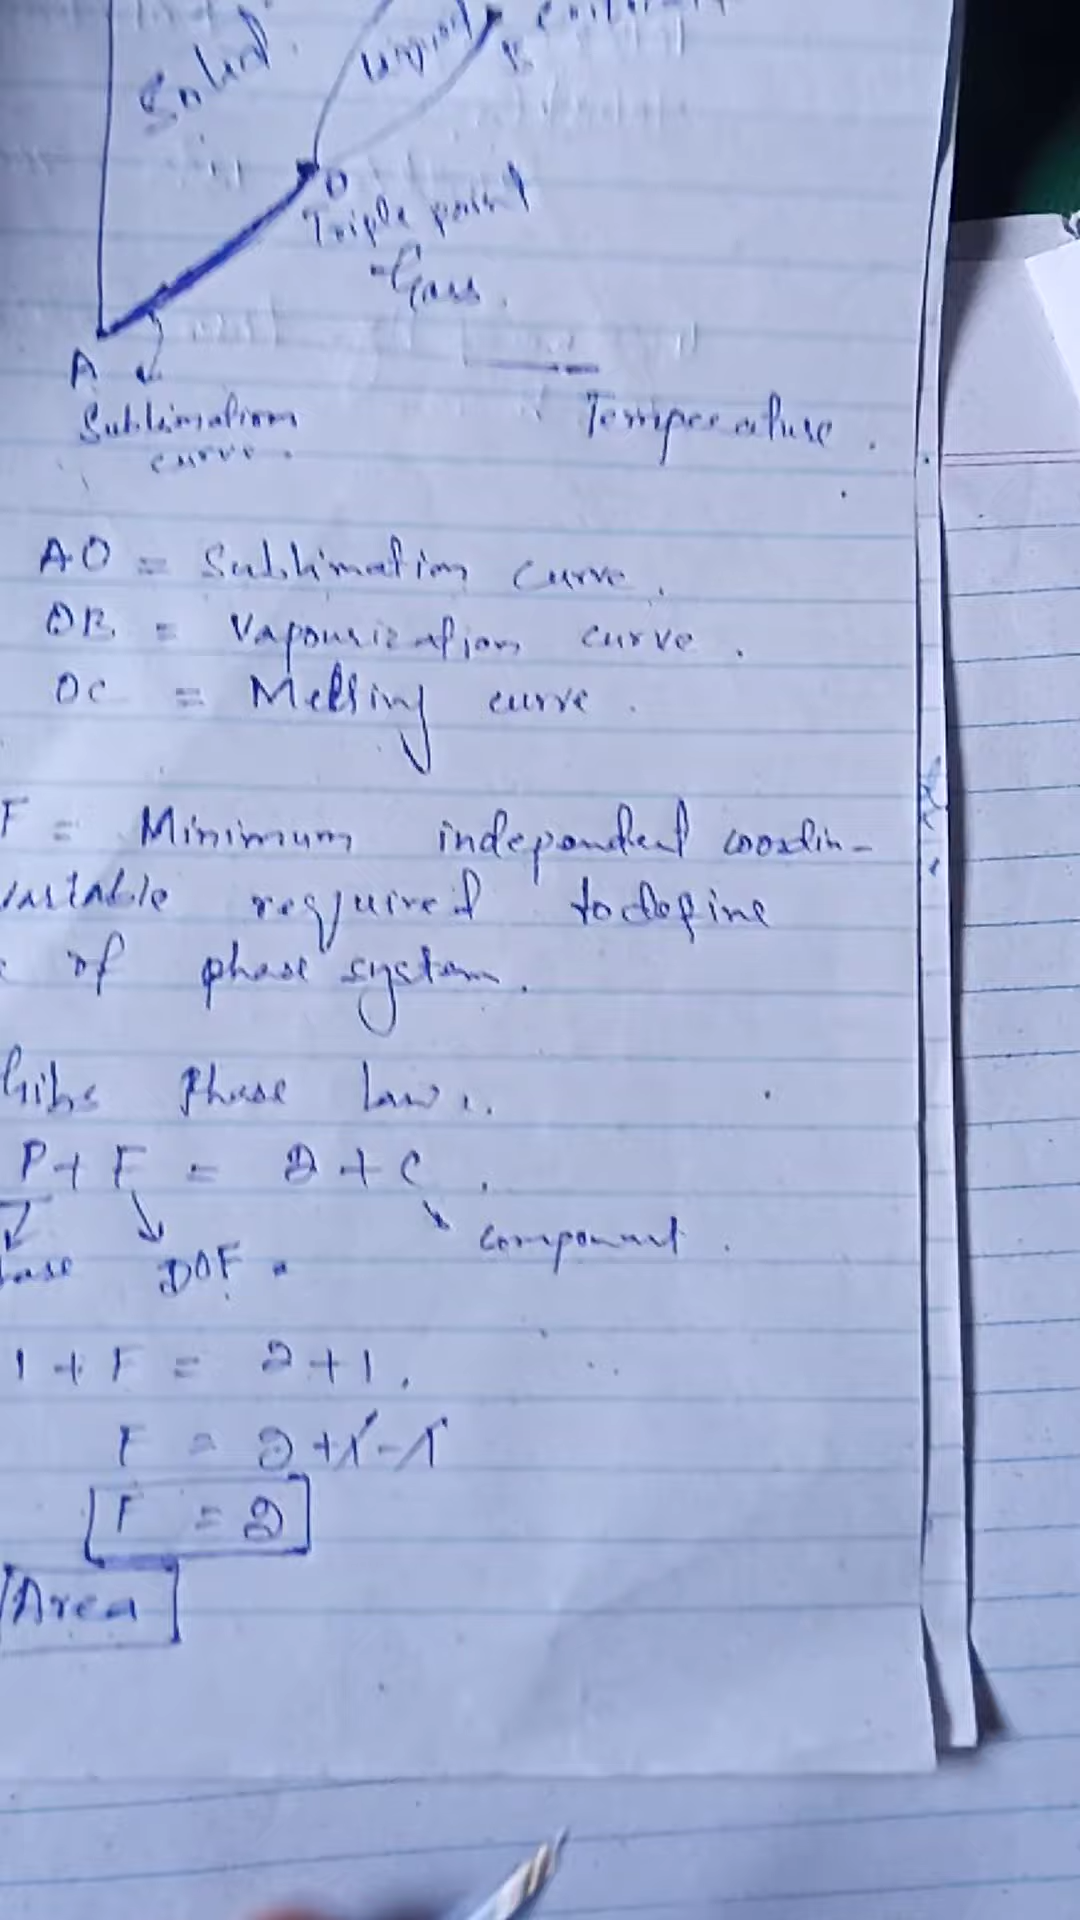 Solid.
Liquid
B
O
Triple point
Gass.
A
Sublimation
curve.
Temperature.
AO = Sublimation curve.
OB = Vapourization curve.
OC = Melting curve.
F = Minimum independent coordin-
variable required to define
of phase system.
Gibs Phase Law:.
P + F = 2 + C.
component.
DOF.
1 + F = 2 + 1.
F = 2 + 1 - 1
F = 2
Area